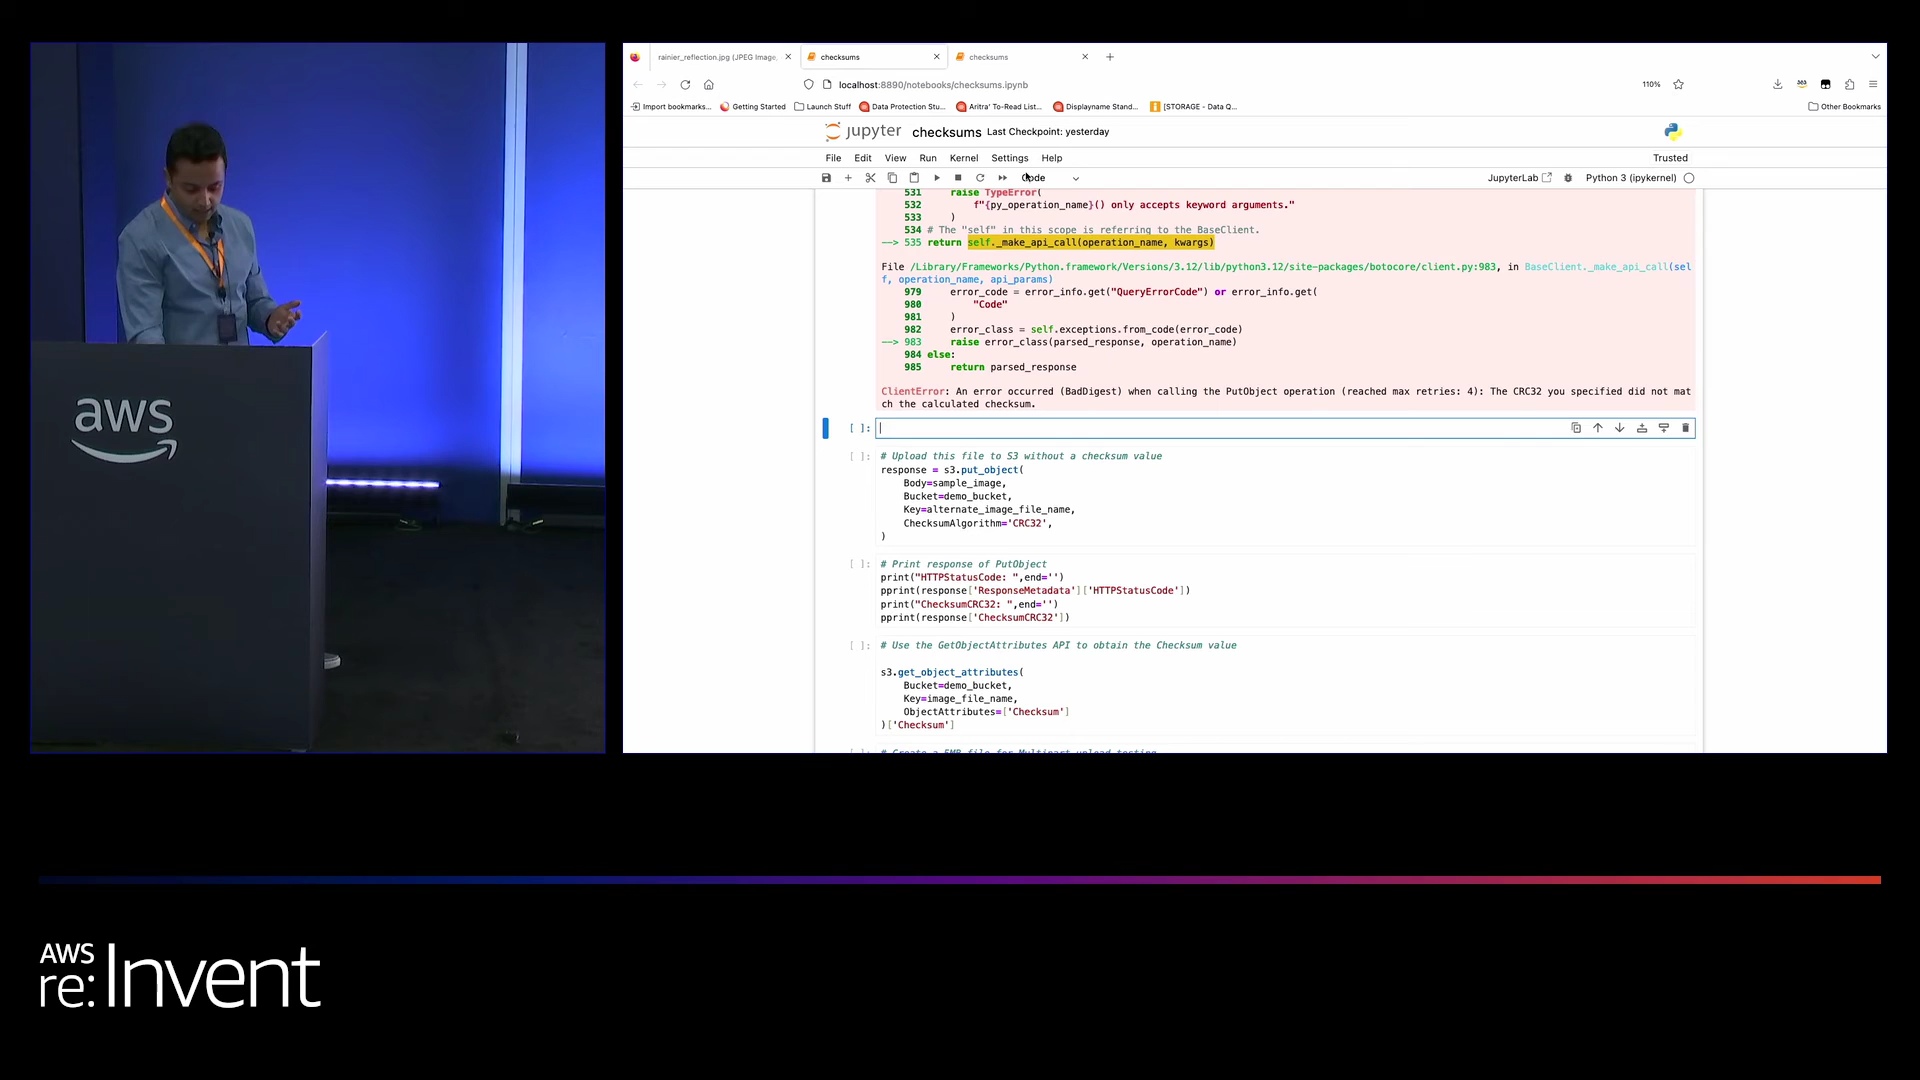 aws
rainier_reflection.jpg (JPEG Image,
checksums
checksums
localhost:8890/notebooks/checksums.ipynb
110%
Import bookmarks...
Getting Started
Launch Stuff
Data Protection Stu...
Aritra' To-Read List...
Displayname Stand...
[STORAGE - Data Q...
Other Bookmarks
jupyter checksums Last Checkpoint: yesterday
File Edit View Run Kernel Settings Help
Trusted
Code
JupyterLab
Python 3 (ipykernel)
531 raise TypeError(
532 f"{py_operation_name}() only accepts keyword arguments."
533 )
534 # The "self" in this scope is referring to the BaseClient.
--> 535 return self._make_api_call(operation_name, kwargs)
File /Library/Frameworks/Python.framework/Versions/3.12/lib/python3.12/site-packages/botocore/client.py:983, in BaseClient._make_api_call(sel
f, operation_name, api_params)
979 error_code = error_info.get("QueryErrorCode") or error_info.get(
980 "Code"
981 )
982 error_class = self.exceptions.from_code(error_code)
--> 983 raise error_class(parsed_response, operation_name)
984 else:
985 return parsed_response
ClientError: An error occurred (BadDigest) when calling the PutObject operation (reached max retries: 4): The CRC32 you specified did not mat
ch the calculated checksum.
[ ]:
[ ]: # Upload this file to S3 without a checksum value
response = s3.put_object(
Body=sample_image,
Bucket=demo_bucket,
Key=alternate_image_file_name,
ChecksumAlgorithm='CRC32',
)
[ ]: # Print response of PutObject
print("HTTPStatusCode: ",end='')
pprint(response['ResponseMetadata']['HTTPStatusCode'])
print("ChecksumCRC32: ",end='')
pprint(response['ChecksumCRC32'])
[ ]: # Use the GetObjectAttributes API to obtain the Checksum value
s3.get_object_attributes(
Bucket=demo_bucket,
Key=image_file_name,
ObjectAttributes=['Checksum']
)['Checksum']
[ ]: # Create a 5MB file for Multipart upload testing
AWS
re:Invent